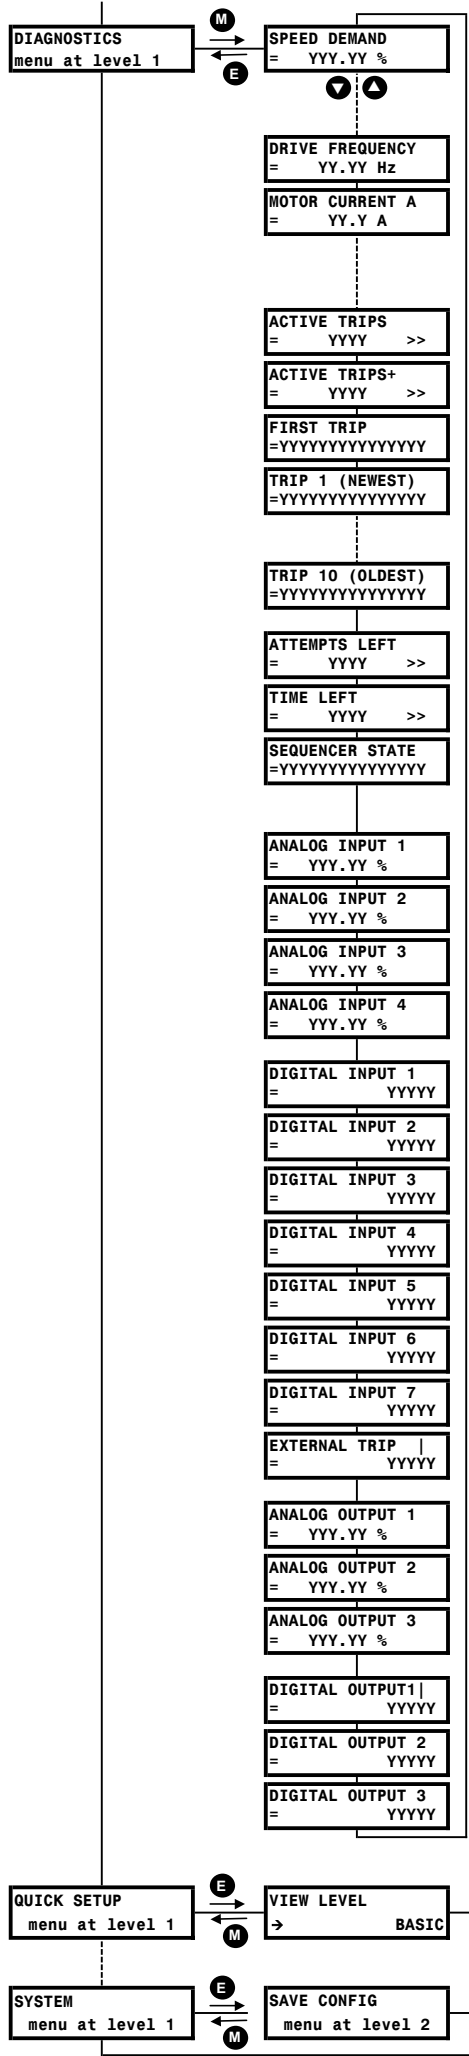 DIAGNOSTICS
menu at level 1
M
E
SPEED DEMAND
= YYY.YY %
DRIVE FREQUENCY
= YY.YY Hz
MOTOR CURRENT A
= YY.Y A
ACTIVE TRIPS
= YYYY >>
ACTIVE TRIPS+
= YYYY >>
FIRST TRIP
=YYYYYYYYYYYYYYY
TRIP 1 (NEWEST)
=YYYYYYYYYYYYYYY
TRIP 10 (OLDEST)
=YYYYYYYYYYYYYYY
ATTEMPTS LEFT
= YYYY >>
TIME LEFT
= YYYY >>
SEQUENCER STATE
=YYYYYYYYYYYYYYY
ANALOG INPUT 1
= YYY.YY %
ANALOG INPUT 2
= YYY.YY %
ANALOG INPUT 3
= YYY.YY %
ANALOG INPUT 4
= YYY.YY %
DIGITAL INPUT 1
= YYYYY
DIGITAL INPUT 2
= YYYYY
DIGITAL INPUT 3
= YYYYY
DIGITAL INPUT 4
= YYYYY
DIGITAL INPUT 5
= YYYYY
DIGITAL INPUT 6
= YYYYY
DIGITAL INPUT 7
= YYYYY
EXTERNAL TRIP |
= YYYYY
ANALOG OUTPUT 1
= YYY.YY %
ANALOG OUTPUT 2
= YYY.YY %
ANALOG OUTPUT 3
= YYY.YY %
DIGITAL OUTPUT1|
= YYYYY
DIGITAL OUTPUT 2
= YYYYY
DIGITAL OUTPUT 3
= YYYYY
QUICK SETUP
menu at level 1
E
M
VIEW LEVEL
→ BASIC
SYSTEM
menu at level 1
E
M
SAVE CONFIG
menu at level 2